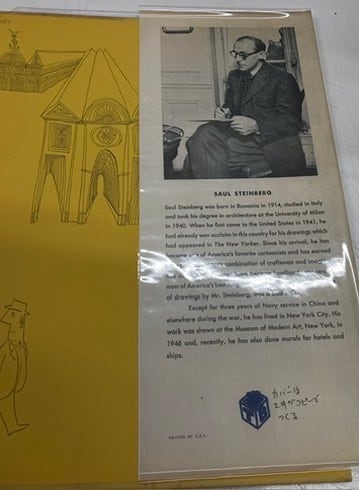 SAUL STEINBERG
Saul Steinberg was born in Romania in 1914, studied in Italy
and took his degree in architecture at the University of Milan
in 1940. When he first came to the United States in 1941, he
had already won acclaim in this country for his drawings which
had appeared in The New Yorker. Since his arrival, he has
become one of America's favorite cartoonists and has earned
combination of craftsman and
most of America's
of drawings by Mr. Steinberg, was a
Except for three years of Navy service in China and
elsewhere during the war, he has lived in New York City. His
work was shown at the Museum of Modern Art, New York, in
1946 and, recently, he has also done murals for hotels and
ships.
カバーは
コピーで
つくる
PRINTED IN U.S.A.